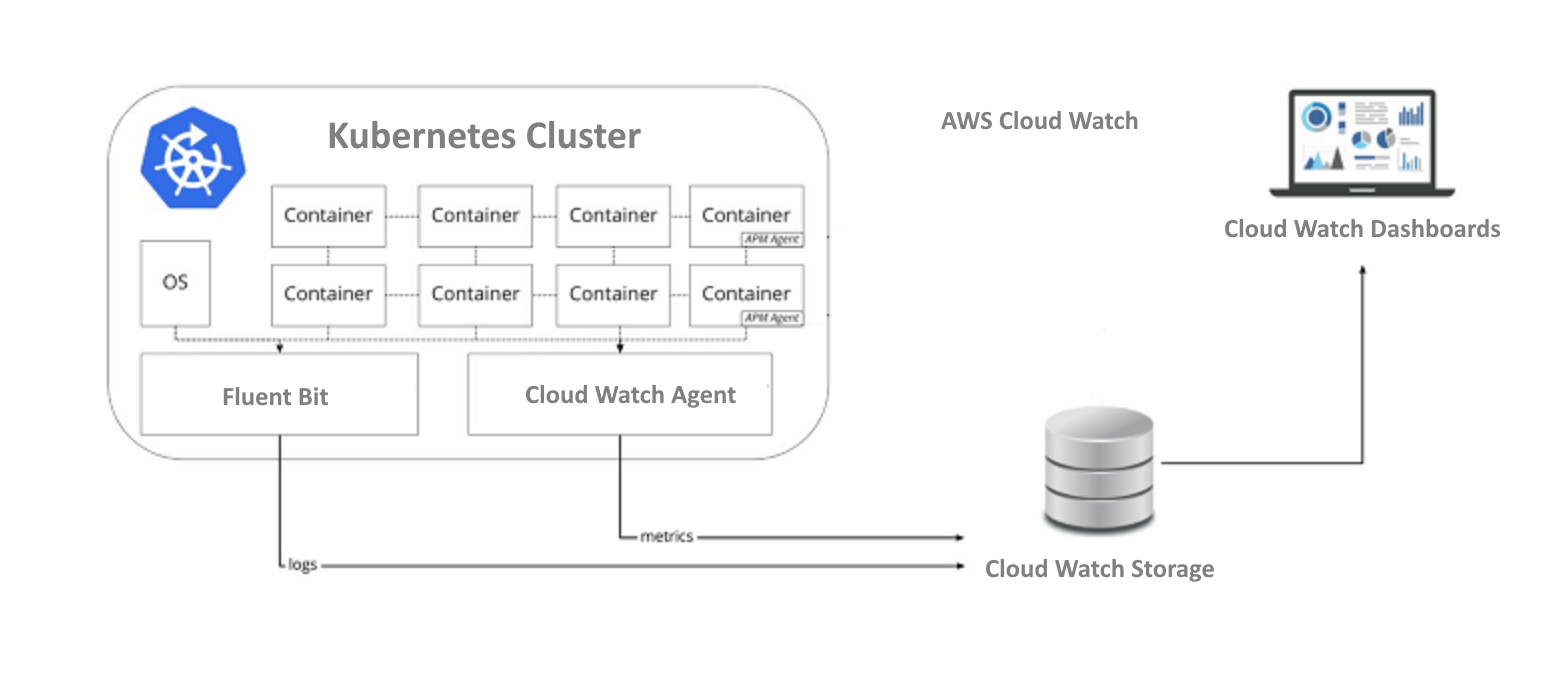 Kubernetes Cluster
AWS Cloud Watch
Container Container Container Container
APM Agent
Cloud Watch Dashboards
OS
Container Container Container Container
APM Agent
Fluent Bit
Cloud Watch Agent
metrics
logs
Cloud Watch Storage